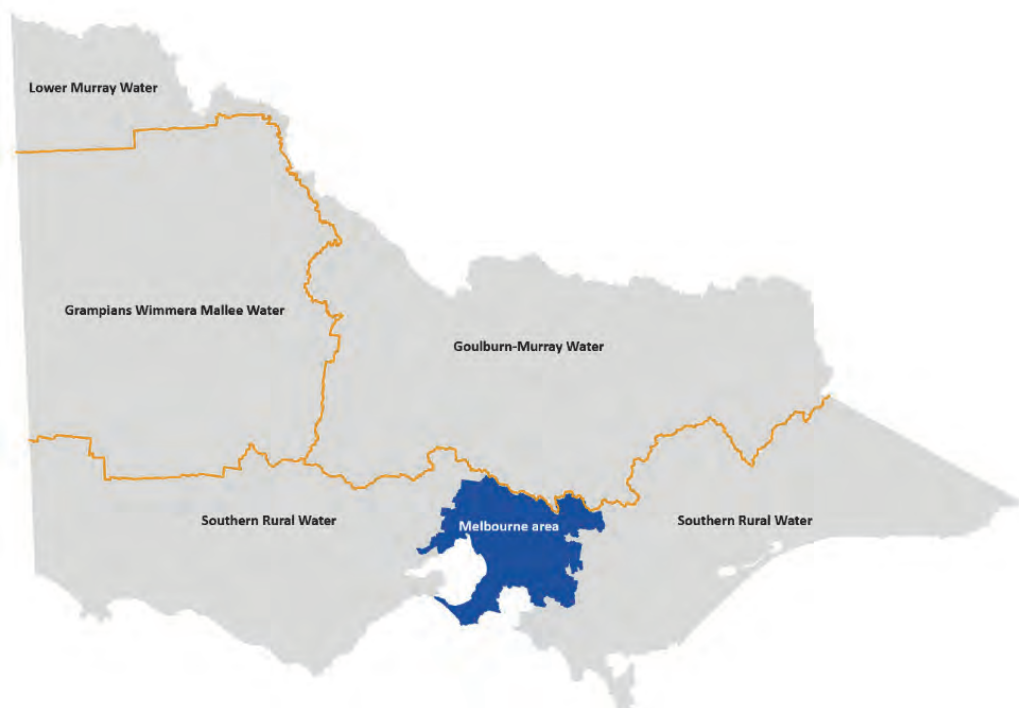 Lower Murray Water
Grampians Wimmera Mallee Water
Goulburn-Murray Water
Southern Rural Water
Melbourne area
Southern Rural Water